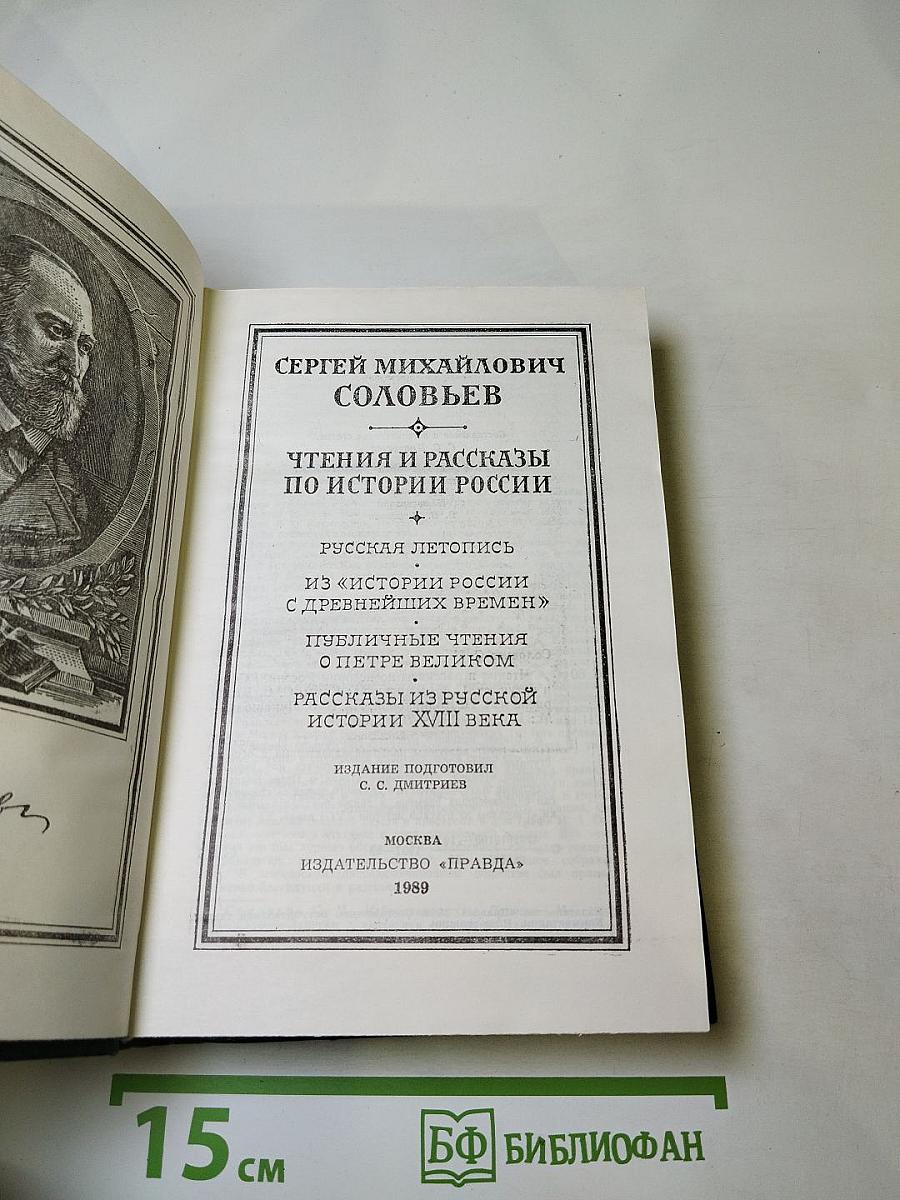 СЕРГЕЙ МИХАЙЛОВИЧ
СОЛОВЬЕВ
ЧТЕНИЯ И РАССКАЗЫ
ПО ИСТОРИИ РОССИИ
РУССКАЯ ЛЕТОПИСЬ
ИЗ «ИСТОРИИ РОССИИ
С ДРЕВНЕЙШИХ ВРЕМЕН»
ПУБЛИЧНЫЕ ЧТЕНИЯ
О ПЕТРЕ ВЕЛИКОМ
РАССКАЗЫ ИЗ РУССКОЙ
ИСТОРИИ XVIII ВЕКА
ИЗДАНИЕ ПОДГОТОВИЛ
С. С. ДМИТРИЕВ
МОСКВА
ИЗДАТЕЛЬСТВО «ПРАВДА»
1989
15 см
БФ БИБЛИОФАН